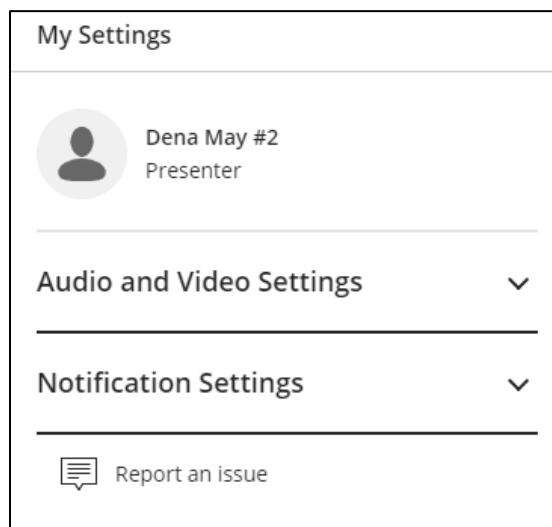 My Settings
Dena May #2
Presenter
Audio and Video Settings
Notification Settings
Report an issue